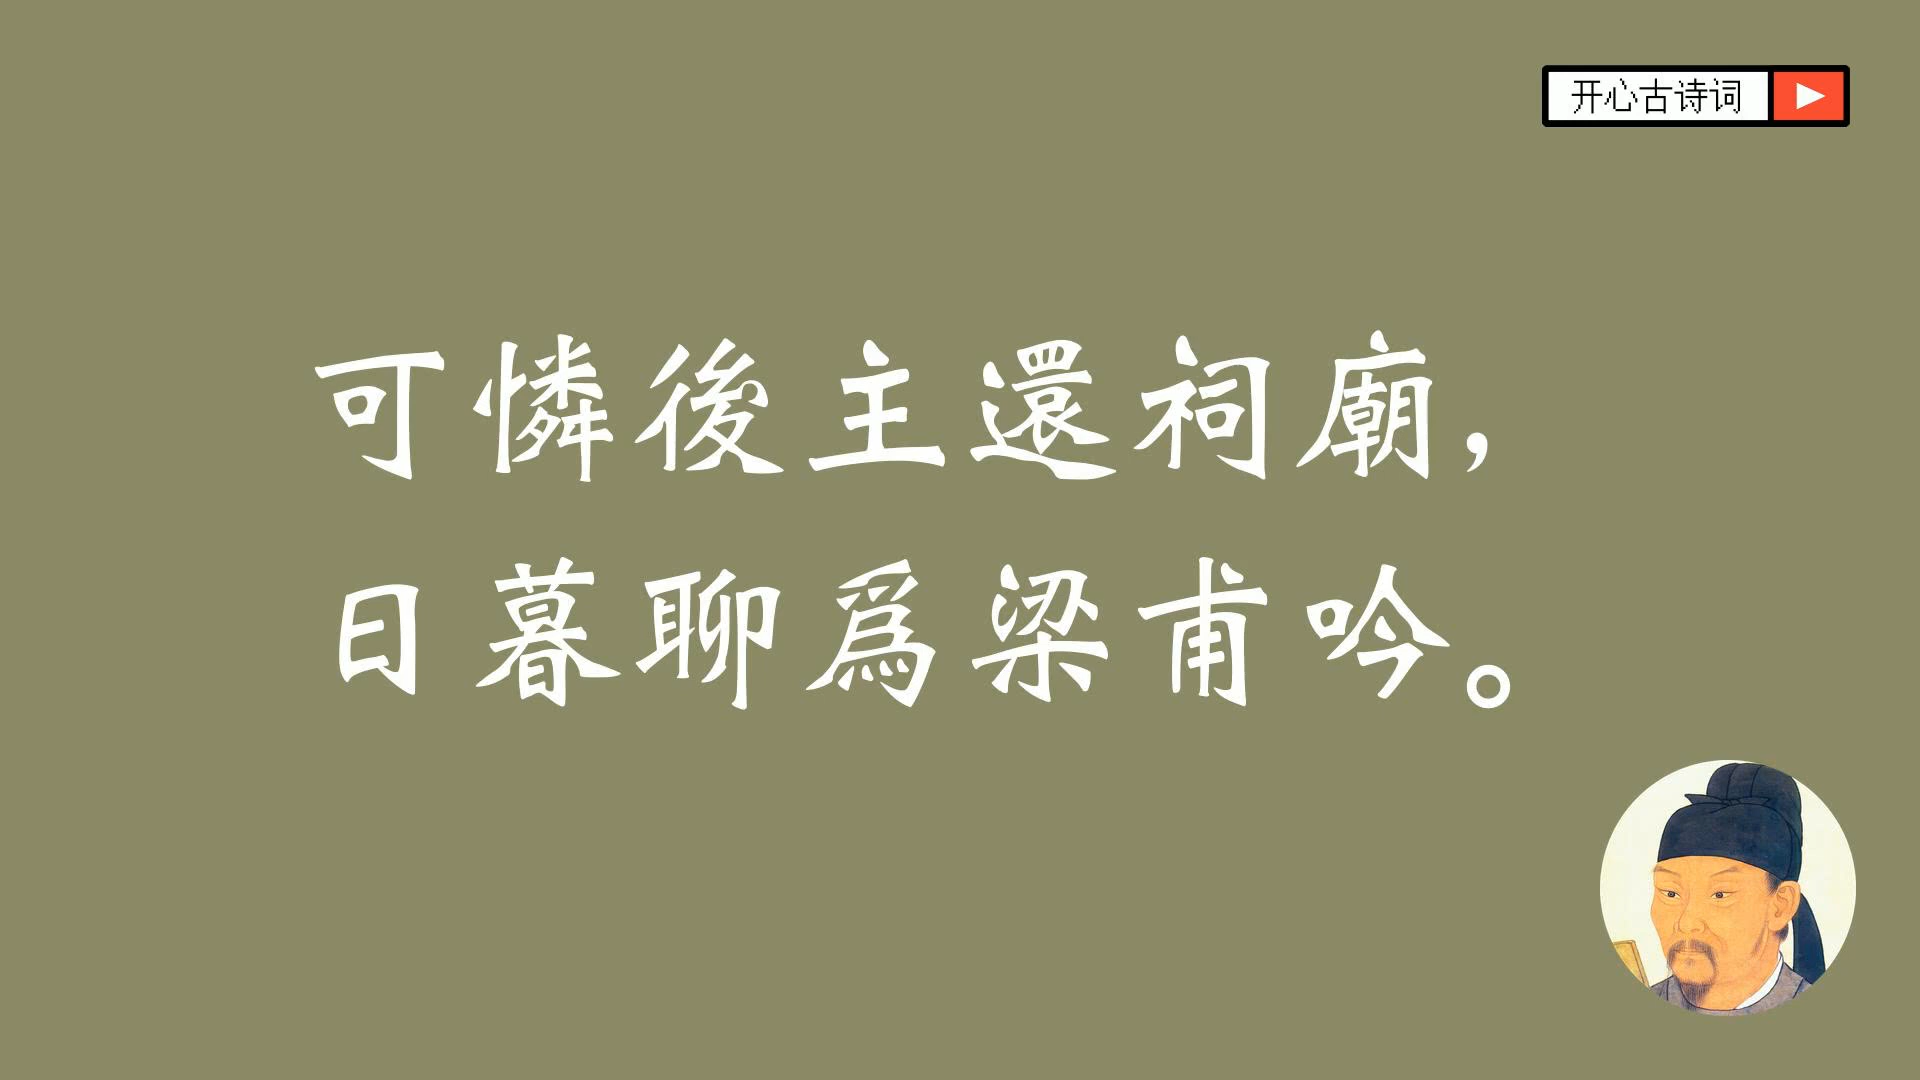 开心古诗词
可憐後主還祠廟，
日暮聊爲梁甫吟。